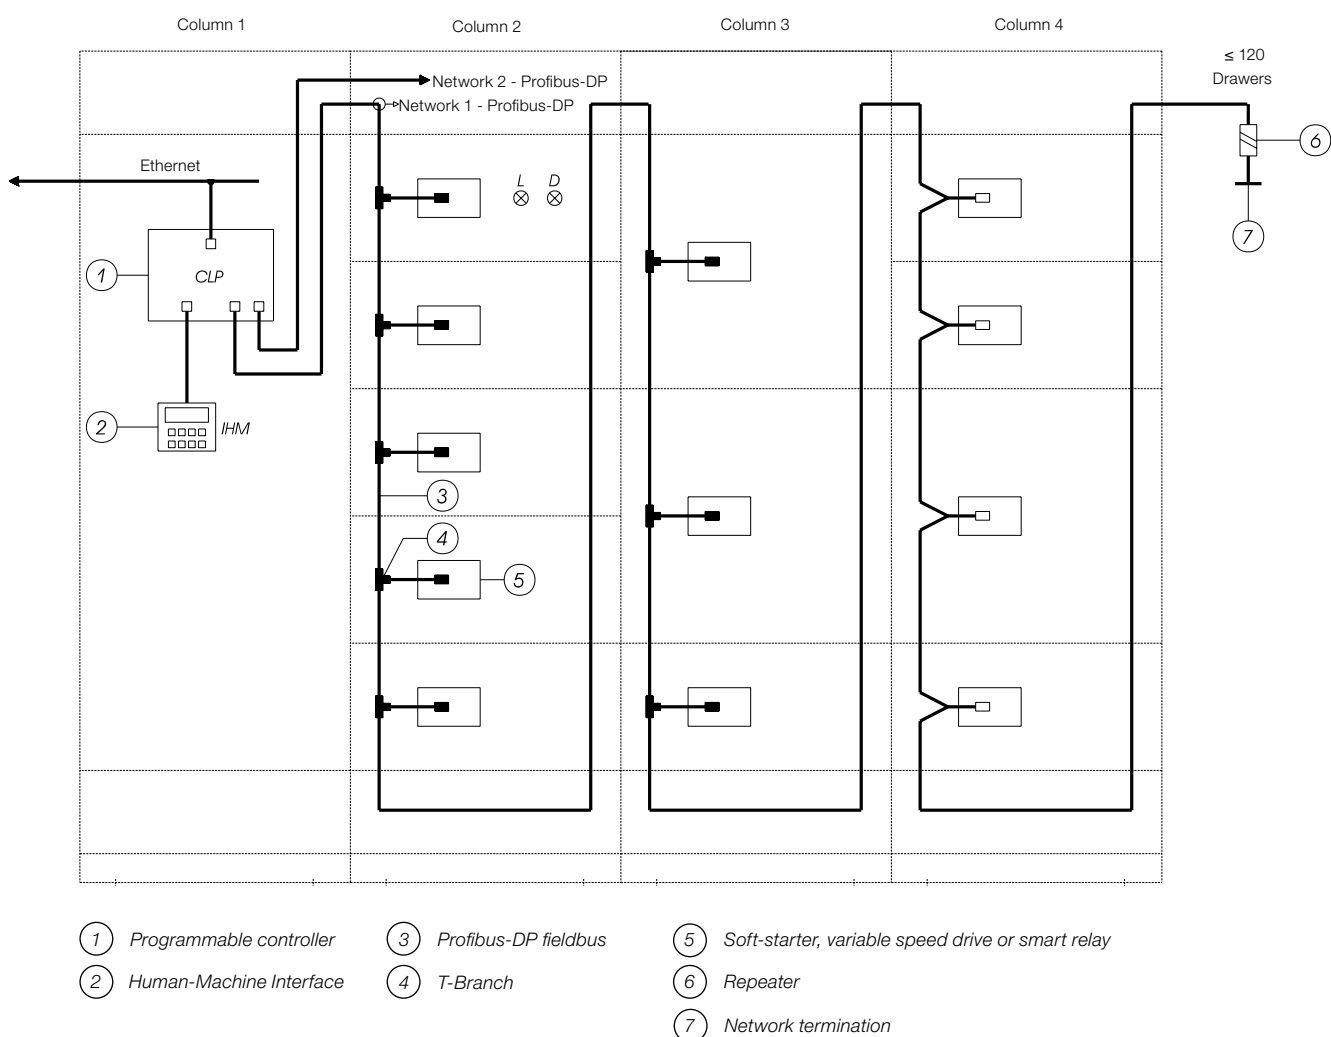 Column 1
Column 2
Column 3
Column 4
≤ 120
Drawers
Network 2 - Profibus-DP
Network 1 - Profibus-DP
Ethernet
L D
6
7
1
CLP
2
IHM
3
4
5
1 Programmable controller
2 Human-Machine Interface
3 Profibus-DP fieldbus
4 T-Branch
5 Soft-starter, variable speed drive or smart relay
6 Repeater
7 Network termination